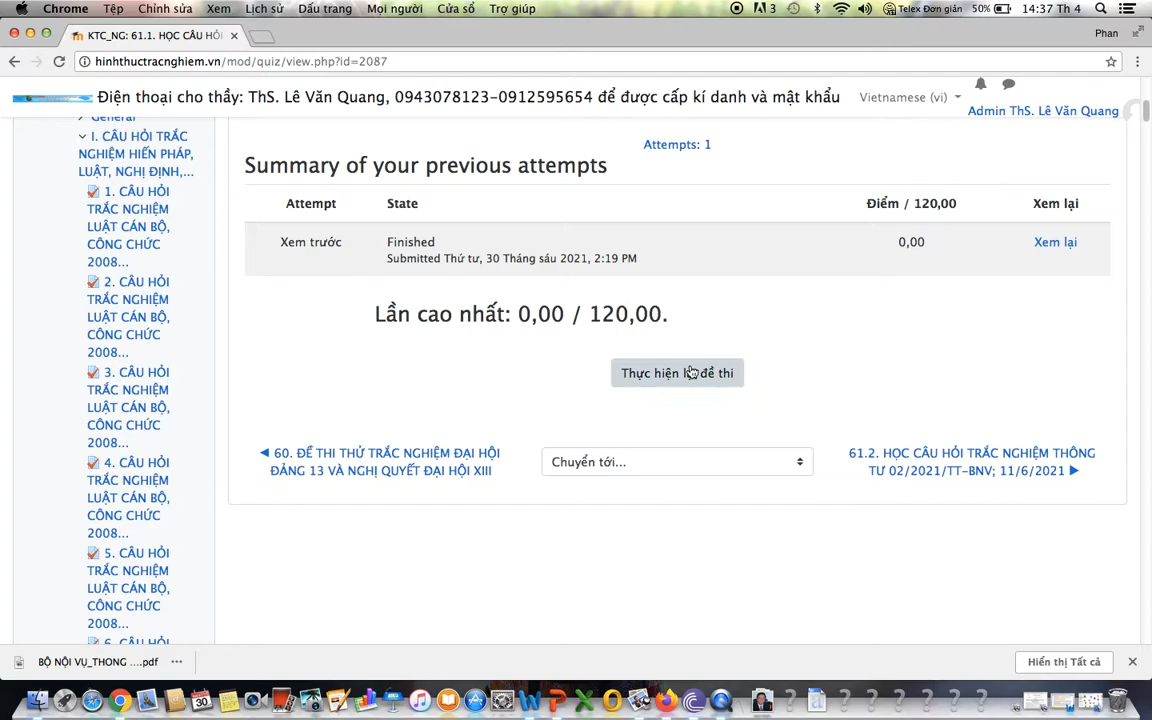 Chrome Tệp Chỉnh sửa Xem Lịch sử Dấu trang Mọi người Cửa sổ Trợ giúp 3 Telex Đơn giản 50% 14:37 Th 4
KTC_NG: 61.1. HỌC CÂU HỎI
Phan
hinhthuctracnghiem.vn/mod/quiz/view.php?id=2087
Điện thoại cho thầy: ThS. Lê Văn Quang, 0943078123-0912595654 để được cấp kí danh và mật khẩu
Vietnamese (vi)
Admin ThS. Lê Văn Quang
General
I. CÂU HỎI TRẮC
NGHIỆM HIẾN PHÁP,
LUẬT, NGHỊ ĐỊNH,...
1. CÂU HỎI
TRẮC NGHIỆM
LUẬT CÁN BỘ,
CÔNG CHỨC
2008...
2. CÂU HỎI
TRẮC NGHIỆM
LUẬT CÁN BỘ,
CÔNG CHỨC
2008...
3. CÂU HỎI
TRẮC NGHIỆM
LUẬT CÁN BỘ,
CÔNG CHỨC
2008...
4. CÂU HỎI
TRẮC NGHIỆM
LUẬT CÁN BỘ,
CÔNG CHỨC
2008...
5. CÂU HỎI
TRẮC NGHIỆM
LUẬT CÁN BỘ,
CÔNG CHỨC
2008...
6. CÂU HỎI
Attempts: 1
Summary of your previous attempts
Attempt State Điểm / 120,00 Xem lại
Xem trước Finished 0,00 Xem lại
Submitted Thứ tư, 30 Tháng sáu 2021, 2:19 PM
Lần cao nhất: 0,00 / 120,00.
Thực hiện đề thi
◄ 60. ĐỀ THI THỬ TRẮC NGHIỆM ĐẠI HỘI
ĐẢNG 13 VÀ NGHỊ QUYẾT ĐẠI HỘI XIII
Chuyển tới...
61.2. HỌC CÂU HỎI TRẮC NGHIỆM THÔNG
TƯ 02/2021/TT-BNV; 11/6/2021 ►
BỘ NỘI VỤ_THONG ....pdf
Hiển thị Tất cả